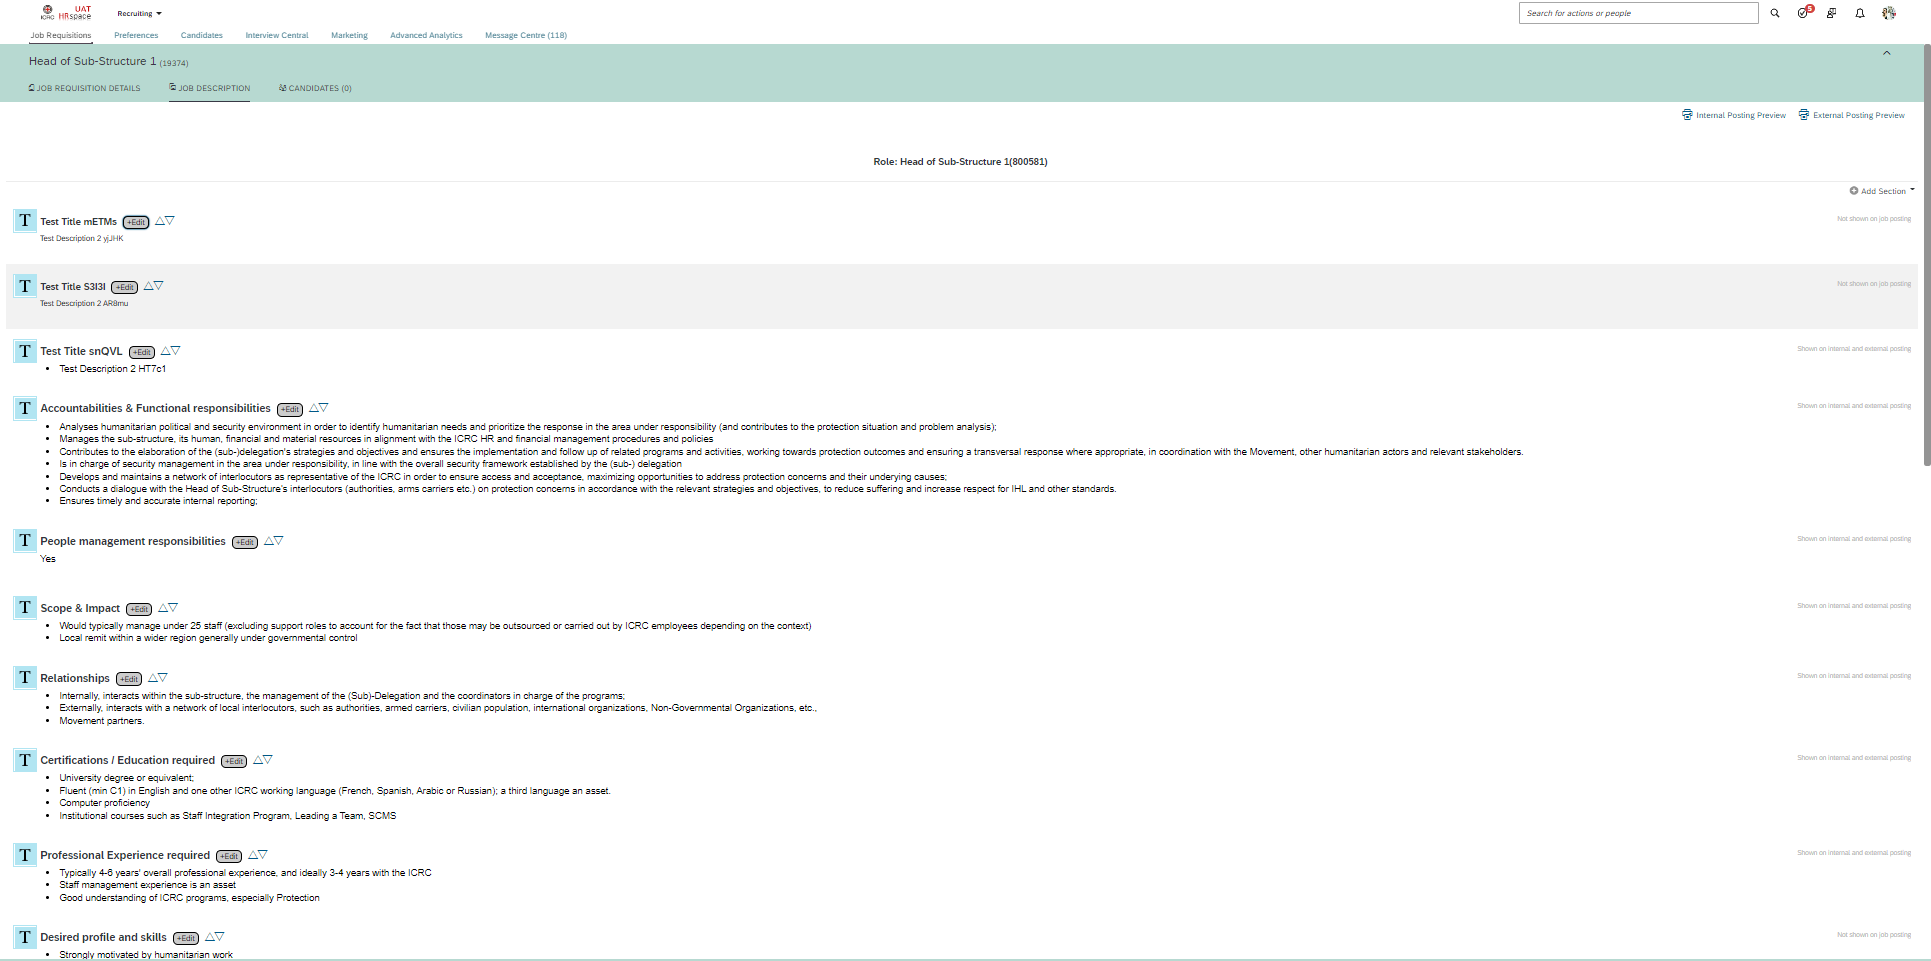 ICRC UAT HRspace
Recruiting
Search for actions or people
5
Job Requisitions Preferences Candidates Interview Central Marketing Advanced Analytics Message Centre (118)
Head of Sub-Structure 1 (19374)
JOB REQUISITION DETAILS JOB DESCRIPTION CANDIDATES (0)
Internal Posting Preview External Posting Preview
Role: Head of Sub-Structure 1(800581)
Add Section
T Test Title mETMs +Edit Not shown on job posting
Test Description 2 yjJHK
T Test Title S3I3I +Edit Not shown on job posting
Test Description 2 AR8mu
T Test Title snQVL +Edit Shown on internal and external posting
• Test Description 2 HT7c1
T Accountabilities & Functional responsibilities +Edit Shown on internal and external posting
• Analyses humanitarian political and security environment in order to identify humanitarian needs and prioritize the response in the area under responsibility (and contributes to the protection situation and problem analysis);
• Manages the sub-structure, its human, financial and material resources in alignment with the ICRC HR and financial management procedures and policies
• Contributes to the elaboration of the (sub-)delegation's strategies and objectives and ensures the implementation and follow up of related programs and activities, working towards protection outcomes and ensuring a transversal response where appropriate, in coordination with the Movement, other humanitarian actors and relevant stakeholders.
• Is in charge of security management in the area under responsibility, in line with the overall security framework established by the (sub-) delegation
• Develops and maintains a network of interlocutors as representative of the ICRC in order to ensure access and acceptance, maximizing opportunities to address protection concerns and their underlying causes;
• Conducts a dialogue with the Head of Sub-Structure's interlocutors (authorities, arms carriers etc.) on protection concerns in accordance with the relevant strategies and objectives, to reduce suffering and increase respect for IHL and other standards.
• Ensures timely and accurate internal reporting;
T People management responsibilities +Edit Shown on internal and external posting
Yes
T Scope & Impact +Edit Shown on internal and external posting
• Would typically manage under 25 staff (excluding support roles to account for the fact that those may be outsourced or carried out by ICRC employees depending on the context)
• Local remit within a wider region generally under governmental control
T Relationships +Edit Shown on internal and external posting
• Internally, interacts within the sub-structure, the management of the (Sub)-Delegation and the coordinators in charge of the programs;
• Externally, interacts with a network of local interlocutors, such as authorities, armed carriers, civilian population, international organizations, Non-Governmental Organizations, etc.,
• Movement partners.
T Certifications / Education required +Edit Shown on internal and external posting
• University degree or equivalent;
• Fluent (min C1) in English and one other ICRC working language (French, Spanish, Arabic or Russian); a third language an asset.
• Computer proficiency
• Institutional courses such as Staff Integration Program, Leading a Team, SCMS
T Professional Experience required +Edit Shown on internal and external posting
• Typically 4-6 years' overall professional experience, and ideally 3-4 years with the ICRC
• Staff management experience is an asset
• Good understanding of ICRC programs, especially Protection
T Desired profile and skills +Edit Not shown on job posting
• Strongly motivated by humanitarian work